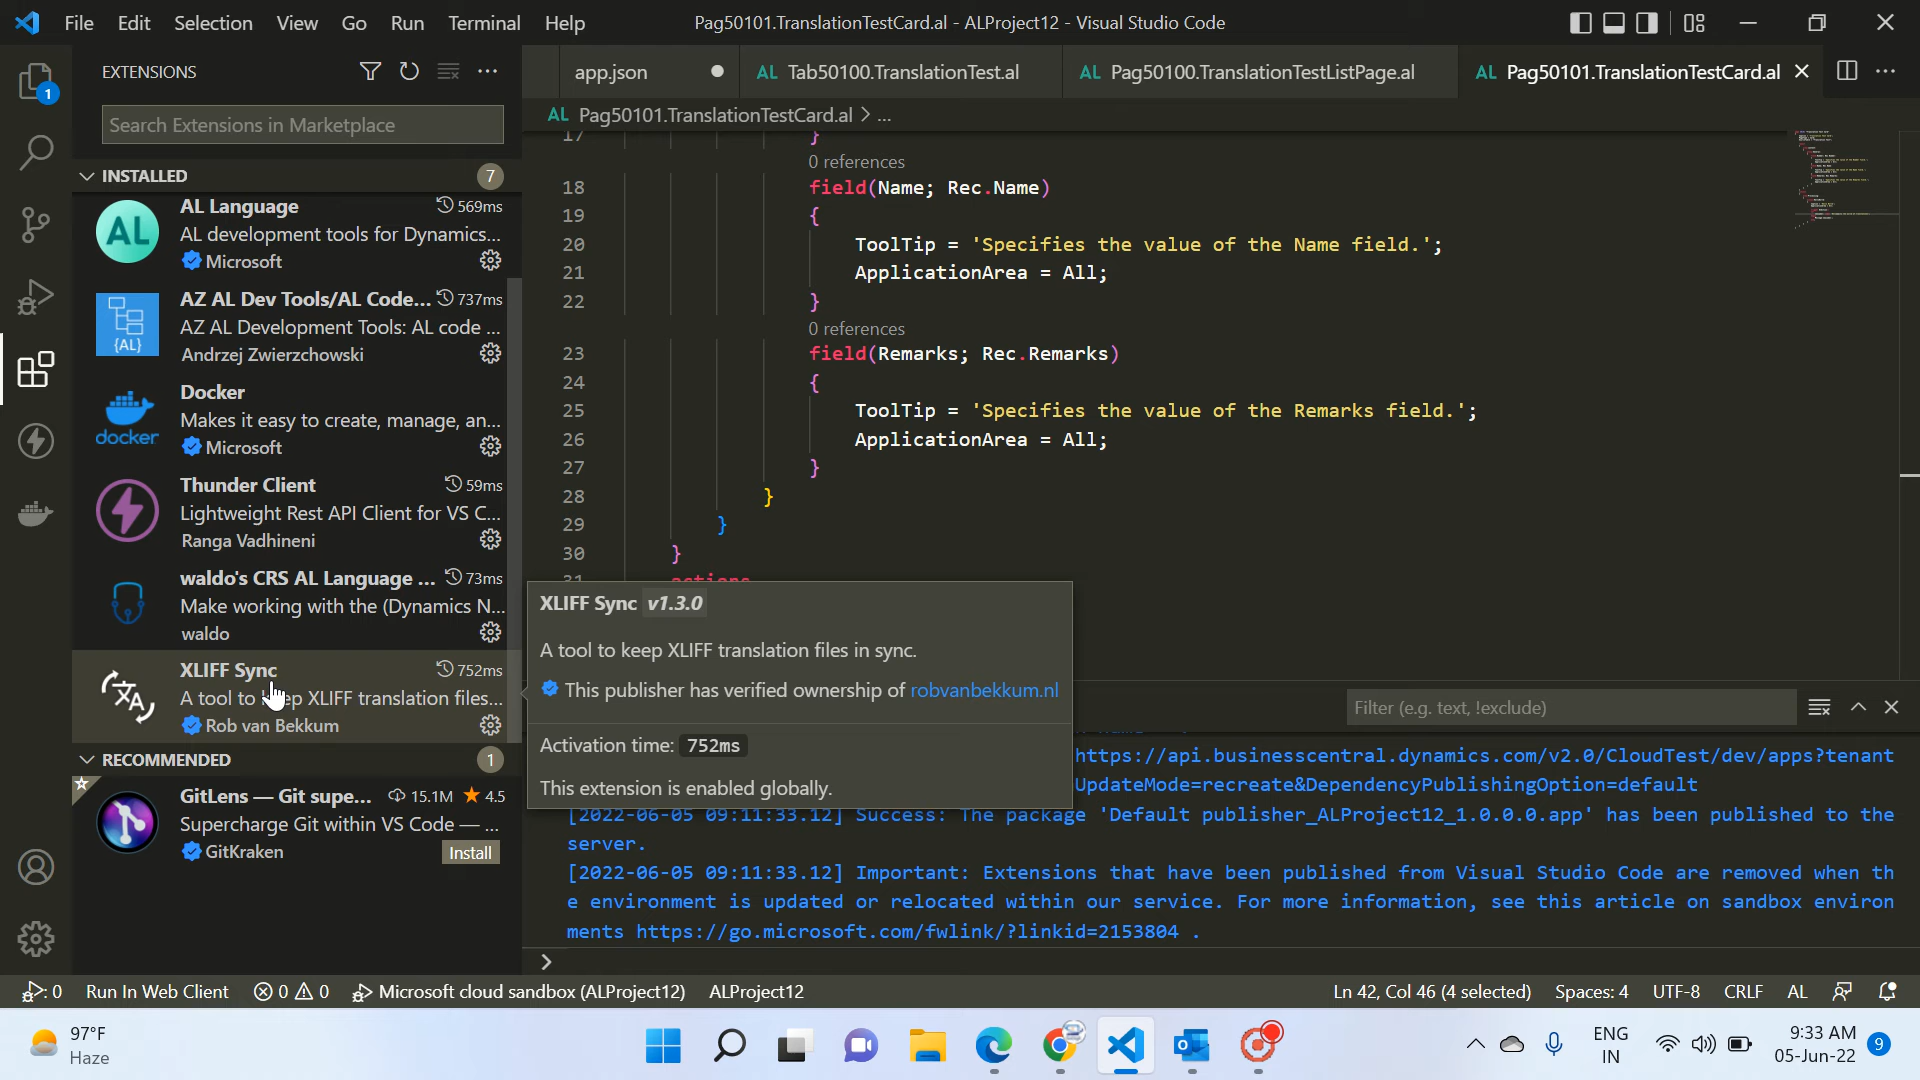 File Edit Selection View Go Run Terminal Help
Pag50101.TranslationTestCard.al - ALProject12 - Visual Studio Code
EXTENSIONS
Search Extensions in Marketplace
INSTALLED 7
AL Language 569ms
AL development tools for Dynamics...
Microsoft
AZ AL Dev Tools/AL Code... 737ms
AZ AL Development Tools: AL code ...
Andrzej Zwierzchowski
Docker
Makes it easy to create, manage, an...
Microsoft
Thunder Client 59ms
Lightweight Rest API Client for VS C...
Ranga Vadhineni
waldo's CRS AL Language ... 73ms
Make working with the (Dynamics N...
waldo
XLIFF Sync 752ms
A tool to keep XLIFF translation files...
Rob van Bekkum
RECOMMENDED 1
GitLens — Git supe... 15.1M 4.5
Supercharge Git within VS Code — ...
GitKraken Install
1
AL
{AL}
docker
app.json AL Tab50100.TranslationTest.al AL Pag50100.TranslationTestListPage.al AL Pag50101.TranslationTestCard.al
AL Pag50101.TranslationTestCard.al > ...
17 }
0 references
18 field(Name; Rec.Name)
19 {
20 ToolTip = 'Specifies the value of the Name field.';
21 ApplicationArea = All;
22 }
0 references
23 field(Remarks; Rec.Remarks)
24 {
25 ToolTip = 'Specifies the value of the Remarks field.';
26 ApplicationArea = All;
27 }
28 }
29 }
30 }
31 actions
XLIFF Sync v1.3.0
A tool to keep XLIFF translation files in sync.
This publisher has verified ownership of robvanbekkum.nl
Activation time: 752ms
This extension is enabled globally.
Filter (e.g. text, !exclude)
https://api.businesscentral.dynamics.com/v2.0/CloudTest/dev/apps?tenant
UpdateMode=recreate&DependencyPublishingOption=default
[2022-06-05 09:11:33.12] Success: The package 'Default publisher_ALProject12_1.0.0.0.app' has been published to the
server.
[2022-06-05 09:11:33.12] Important: Extensions that have been published from Visual Studio Code are removed when th
e environment is updated or relocated within our service. For more information, see this article on sandbox environ
ments https://go.microsoft.com/fwlink/?linkid=2153804 .
>
0 Run In Web Client 0 0 Microsoft cloud sandbox (ALProject12) ALProject12 Ln 42, Col 46 (4 selected) Spaces: 4 UTF-8 CRLF AL
97°F
Haze
ENG
IN
9:33 AM
05-Jun-22
9